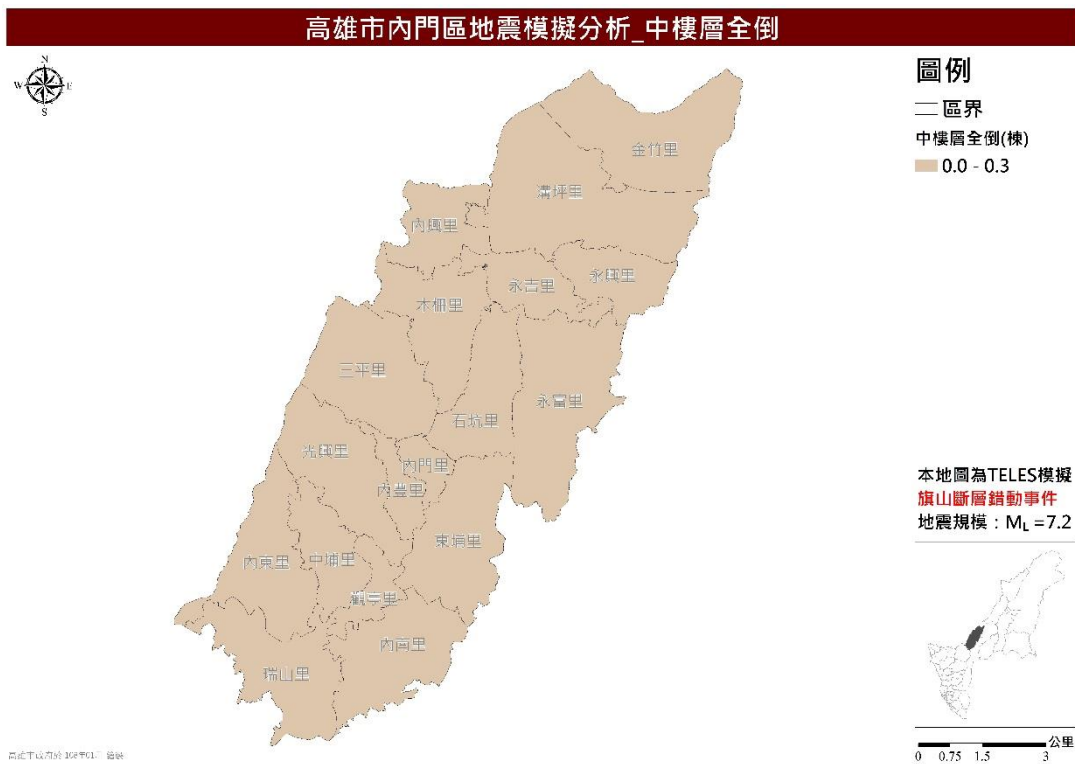 高雄市內門區地震模擬分析_中樓層全倒
N
W
E
S
圖例
區界
中樓層全倒(棟)
0.0 - 0.3
金竹里
溝坪里
內埔里
永吉里
永興里
木柵里
三平里
永富里
石坑里
光興里
內門里
內豊里
東埔里
內東里
中埔里
觀亭里
內南里
瑞山里
本地圖為TELES模擬
旗山斷層錯動事件
地震規模：ML =7.2
公里
0 0.75 1.5 3